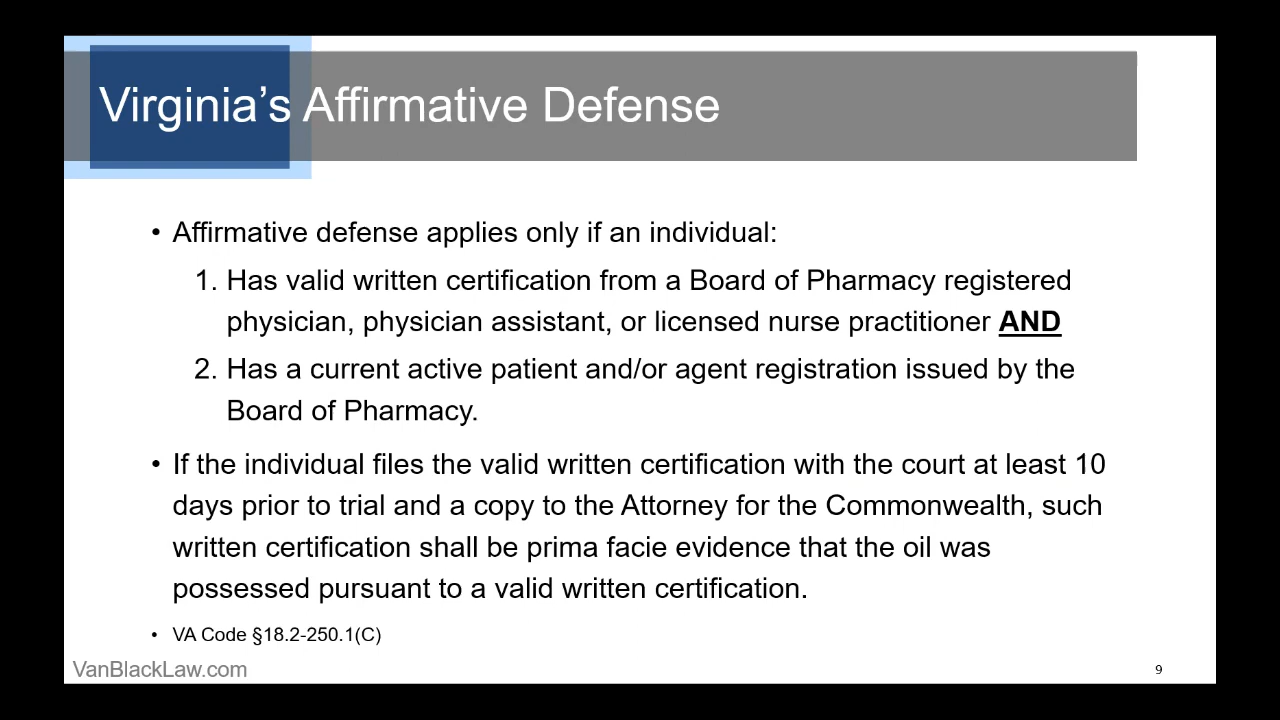 Virginia’s Affirmative Defense
• Affirmative defense applies only if an individual:
1. Has valid written certification from a Board of Pharmacy registered
physician, physician assistant, or licensed nurse practitioner AND
2. Has a current active patient and/or agent registration issued by the
Board of Pharmacy.
• If the individual files the valid written certification with the court at least 10
days prior to trial and a copy to the Attorney for the Commonwealth, such
written certification shall be prima facie evidence that the oil was
possessed pursuant to a valid written certification.
• VA Code §18.2-250.1(C)
VanBlackLaw.com
9